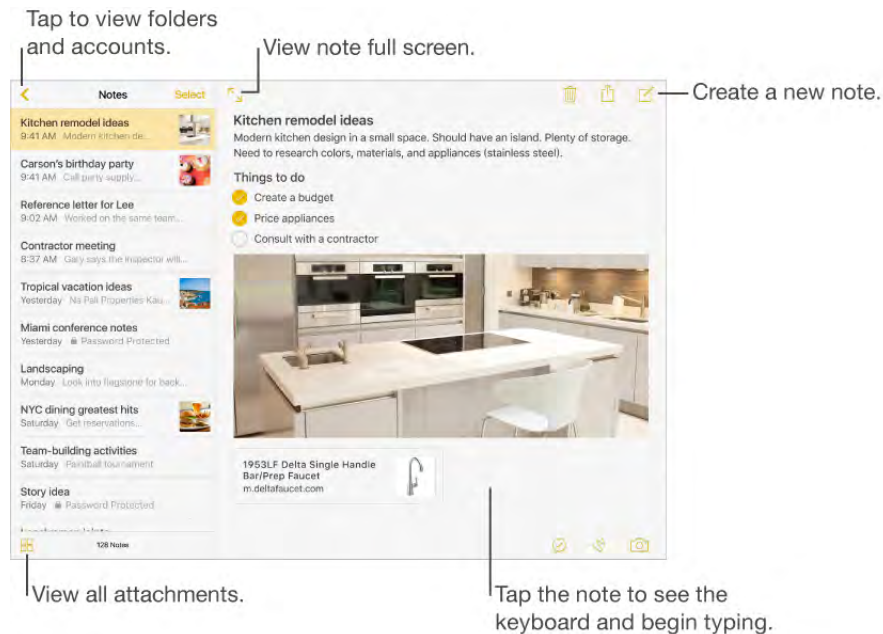 Tap to view folders
and accounts.
View note full screen.
Notes
Select
Create a new note.
Kitchen remodel ideas
9:41 AM Modern kitchen de...
Carson's birthday party
9:41 AM Call party supply...
Reference letter for Lee
9:02 AM Worked on the same team...
Contractor meeting
8:37 AM Gary says the inspector will...
Tropical vacation ideas
Yesterday Na Pali Properties Kau...
Miami conference notes
Yesterday Password Protected
Landscaping
Monday Look into flagstone for back...
NYC dining greatest hits
Saturday Get reservations...
Team-building activities
Saturday Paintball tournament
Story idea
Friday Password Protected
128 Notes
Kitchen remodel ideas
Modern kitchen design in a small space. Should have an island. Plenty of storage.
Need to research colors, materials, and appliances (stainless steel).
Things to do
Create a budget
Price appliances
Consult with a contractor
1953LF Delta Single Handle
Bar/Prep Faucet
m.deltafaucet.com
View all attachments.
Tap the note to see the
keyboard and begin typing.